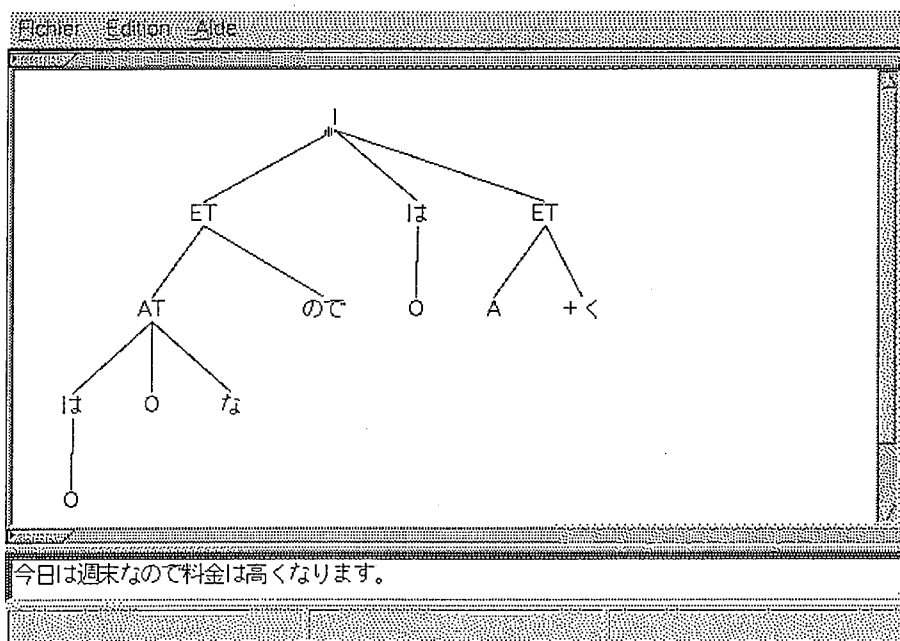 Fichier Edition Aide
I
ET は ET
AT ので O A +く
は O な
O
今日は週末なので料金は高くなります。